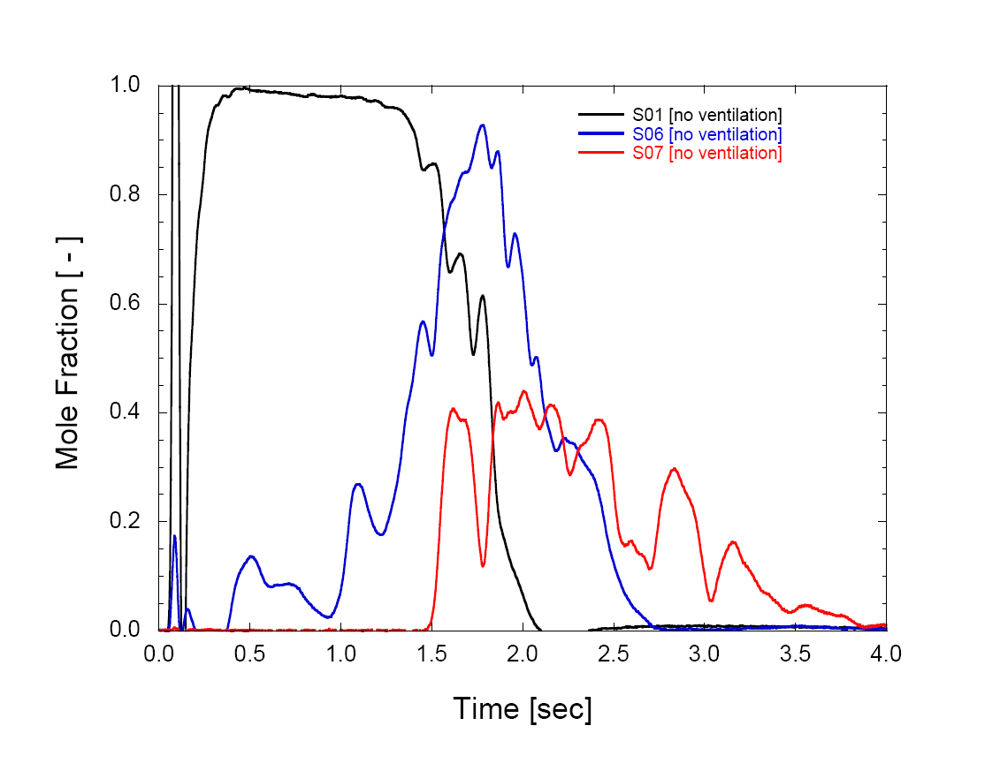 1.0
0.8
0.6
0.4
0.2
0.0
Mole Fraction [ - ]
S01 [no ventilation]
S06 [no ventilation]
S07 [no ventilation]
0.0 0.5 1.0 1.5 2.0 2.5 3.0 3.5 4.0
Time [sec]